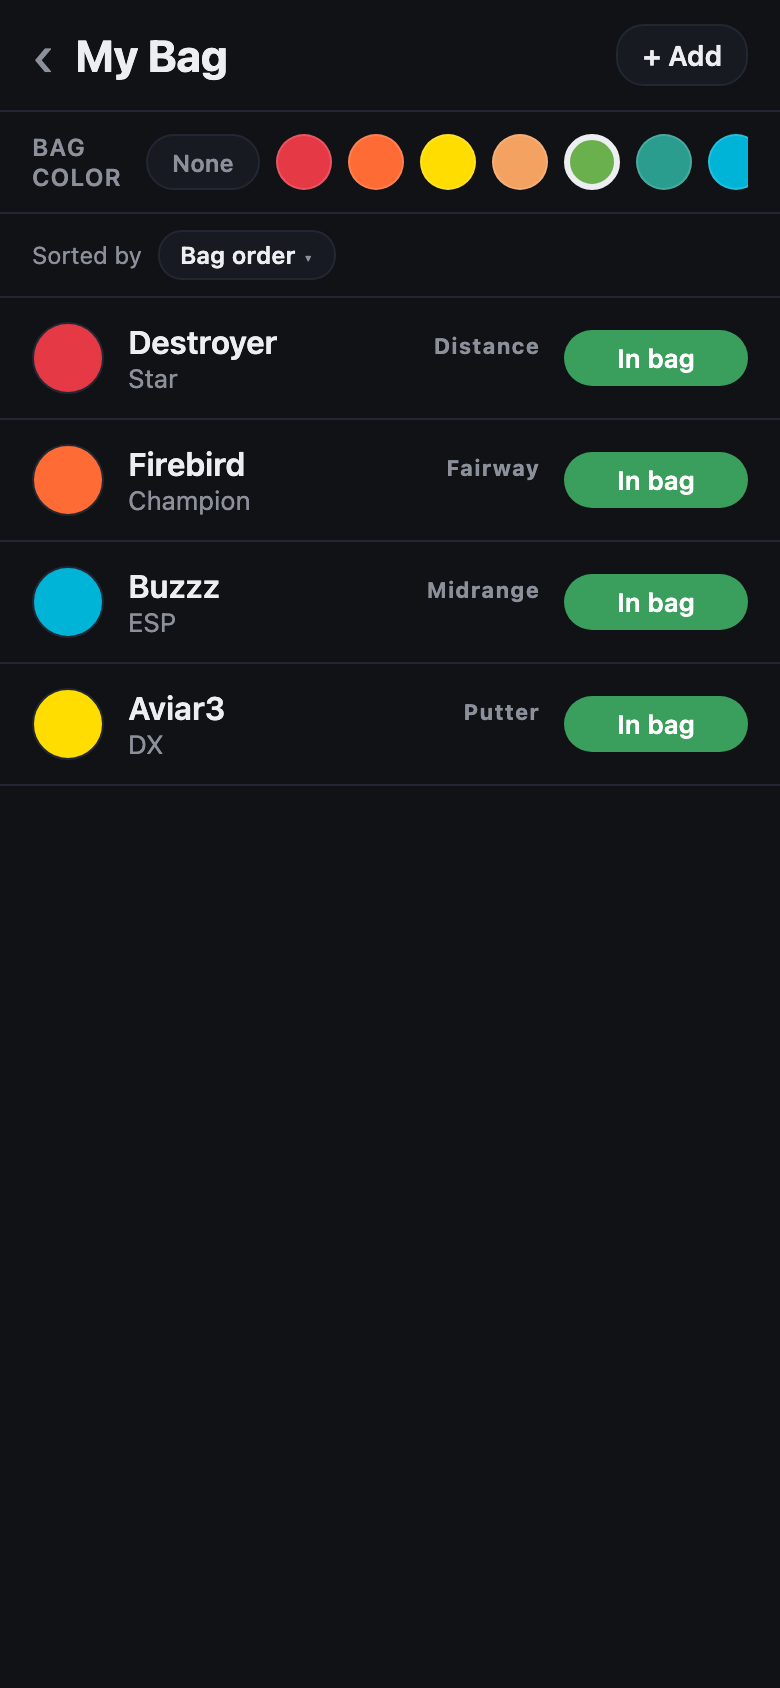 ‹ My Bag
+ Add
BAG
COLOR
None
Sorted by
Bag order ▾
Destroyer
Star
Distance
In bag
Firebird
Champion
Fairway
In bag
Buzzz
ESP
Midrange
In bag
Aviar3
DX
Putter
In bag